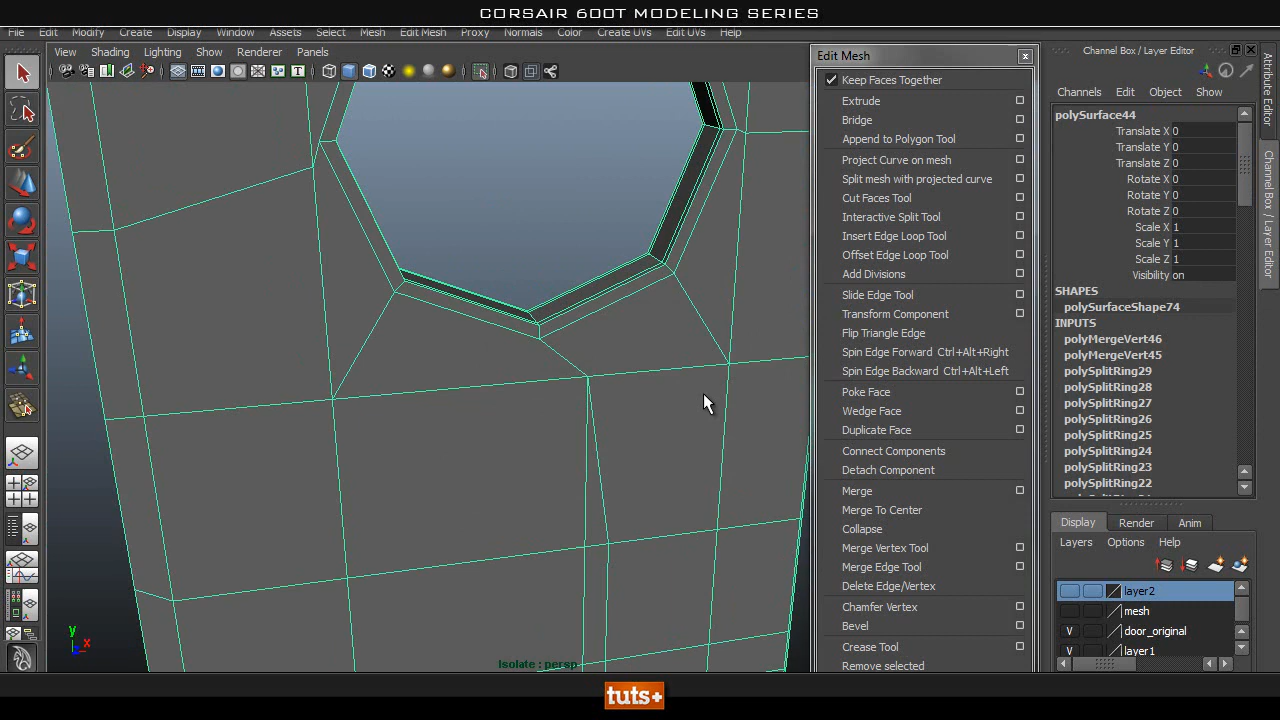 CORSAIR 600T MODELING SERIES
File Edit Modify Create Display Window Assets Select Mesh Edit Mesh Proxy Normals Color Create UVs Edit UVs Help
View Shading Lighting Show Renderer Panels
Edit Mesh
Keep Faces Together
Extrude
Bridge
Append to Polygon Tool
Project Curve on mesh
Split mesh with projected curve
Cut Faces Tool
Interactive Split Tool
Insert Edge Loop Tool
Offset Edge Loop Tool
Add Divisions
Slide Edge Tool
Transform Component
Flip Triangle Edge
Spin Edge Forward Ctrl+Alt+Right
Spin Edge Backward Ctrl+Alt+Left
Poke Face
Wedge Face
Duplicate Face
Connect Components
Detach Component
Merge
Merge To Center
Collapse
Merge Vertex Tool
Merge Edge Tool
Delete Edge/Vertex
Chamfer Vertex
Bevel
Crease Tool
Remove selected
Channel Box / Layer Editor
Channels Edit Object Show
polySurface44
Translate X 0
Translate Y 0
Translate Z 0
Rotate X 0
Rotate Y 0
Rotate Z 0
Scale X 1
Scale Y 1
Scale Z 1
Visibility on
SHAPES
polySurfaceShape74
INPUTS
polyMergeVert46
polyMergeVert45
polySplitRing29
polySplitRing28
polySplitRing27
polySplitRing26
polySplitRing25
polySplitRing24
polySplitRing23
polySplitRing22
Display Render Anim
Layers Options Help
layer2
mesh
V door_original
V layer1
Attribute Editor
Channel Box / Layer Editor
y
x
Isolate : persp
tuts+